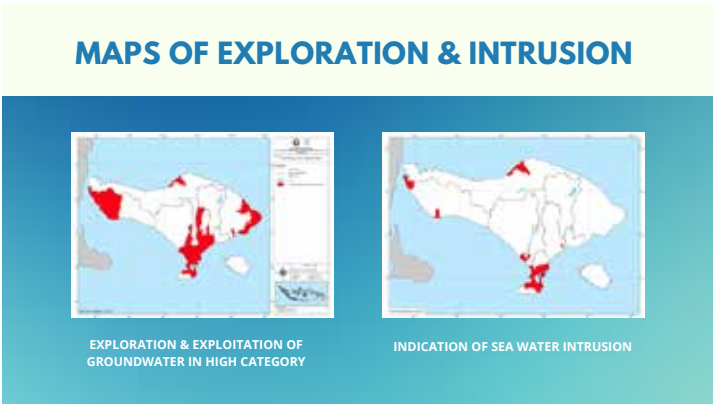 MAPS OF EXPLORATION & INTRUSION
EXPLORATION & EXPLOITATION OF
GROUNDWATER IN HIGH CATEGORY
INDICATION OF SEA WATER INTRUSION